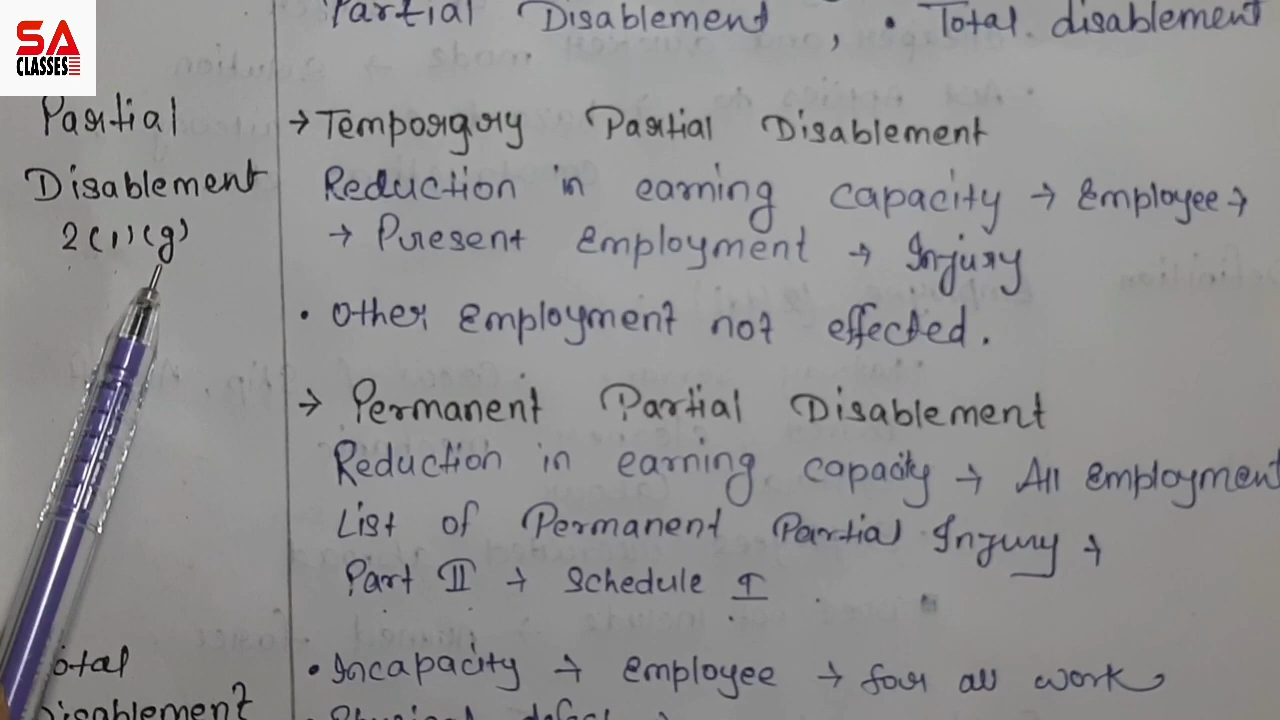 SA
CLASSES
Partial Disablement , • Total disablement
Partial
Disablement
2(1)(g)
→ Temporary Partial Disablement
Reduction in earning capacity → Employee →
→ Present employment → Injury
• Other employment not effected.
→ Permanent Partial Disablement
Reduction in earning capacity → All employment
List of Permanent Partial Injury →
Part II → Schedule I
otal
isablement
• Incapacity → employee → for all work
• Physical defect →